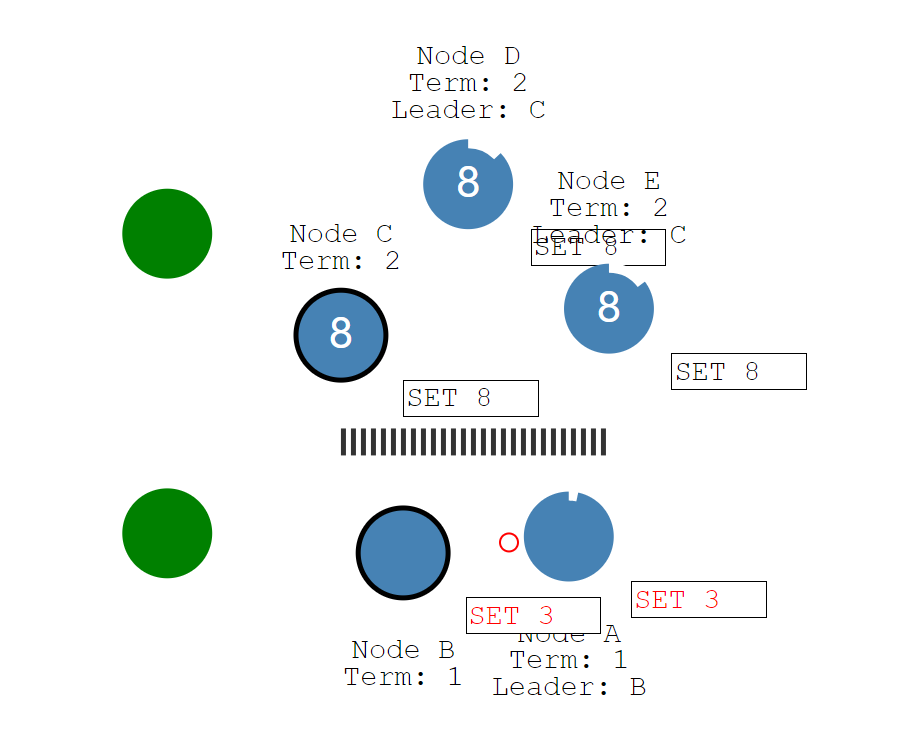 Node D
Term: 2
Leader: C
8
Node E
Term: 2
Leader: C
SET 8
Node C
Term: 2
8
8
SET 8
SET 8
SET 3
SET 3
Node A
Term: 1
Leader: B
Node B
Term: 1